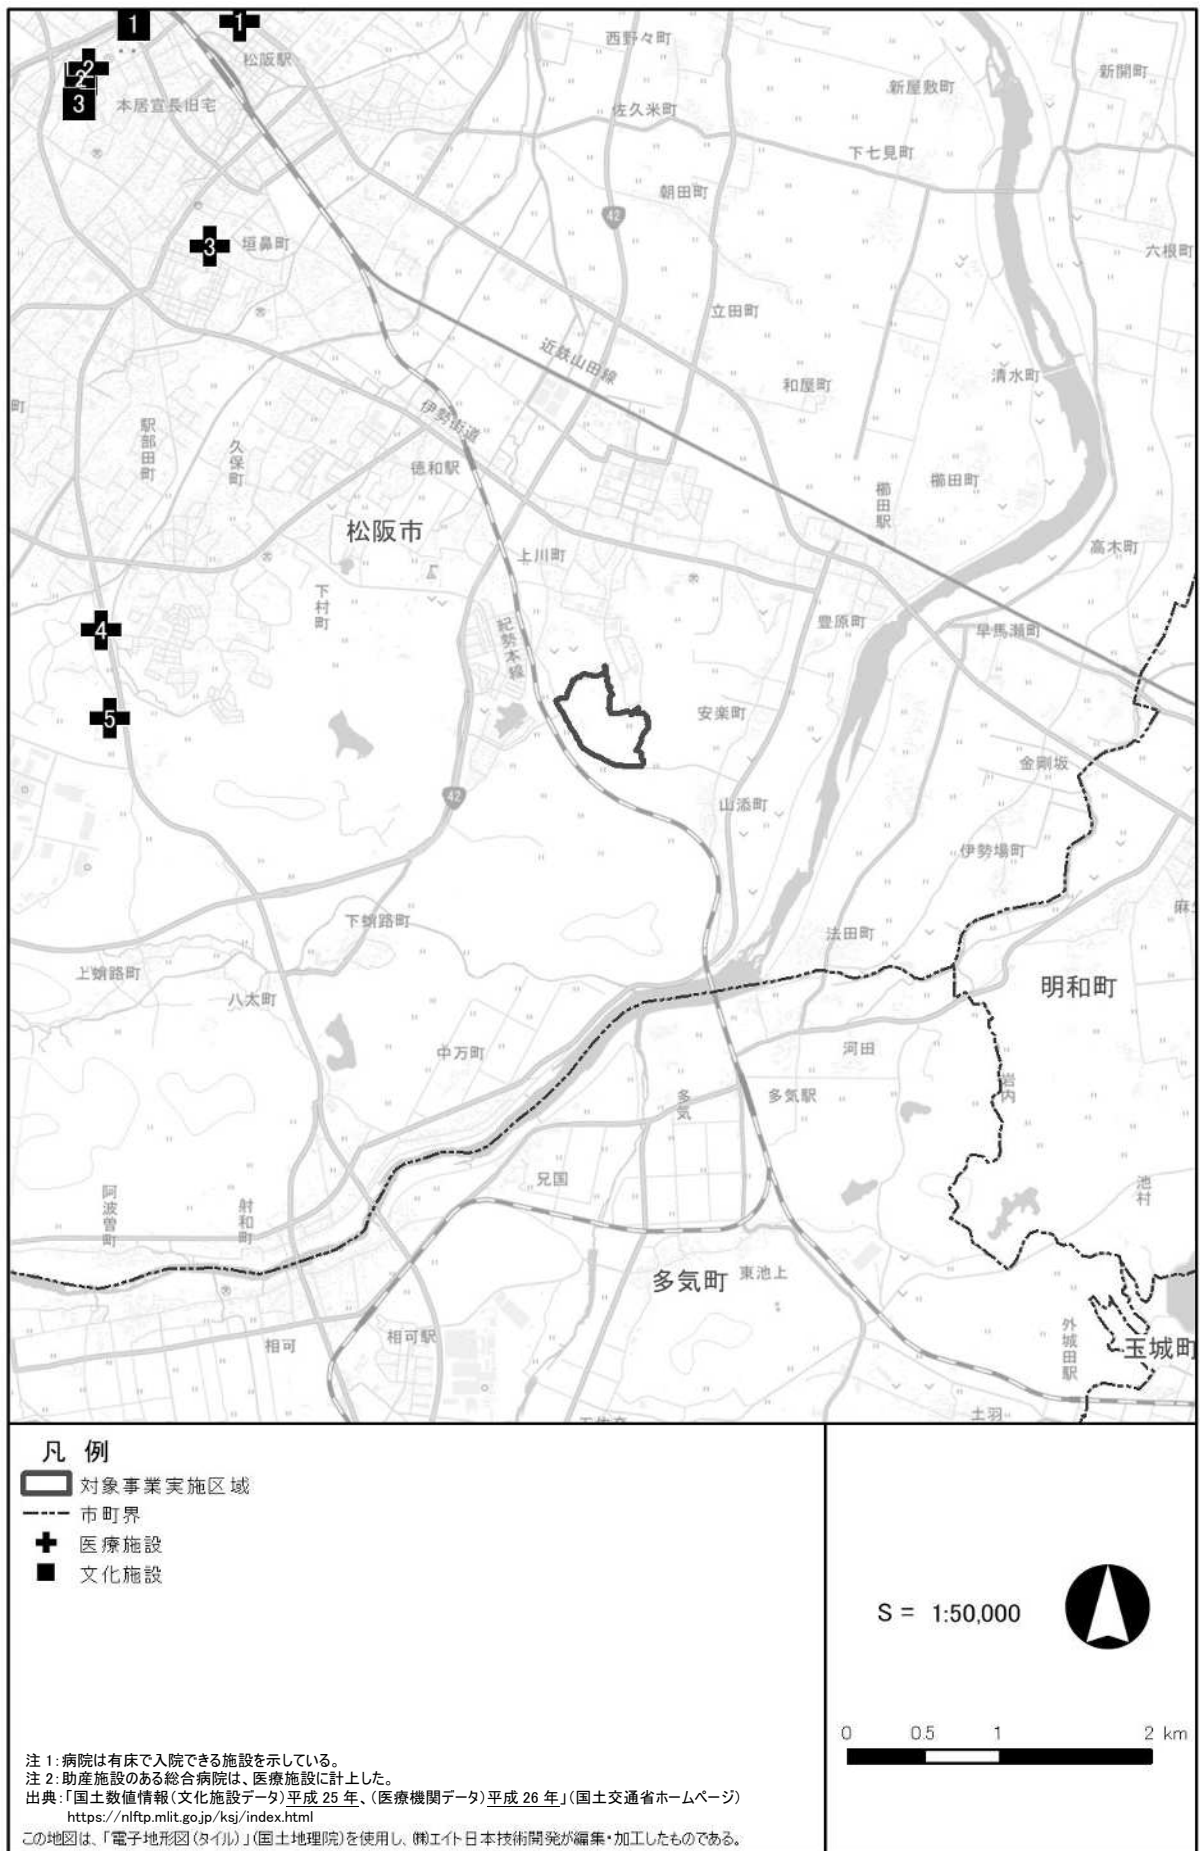 1
1
松阪駅
西野々町
新開町
2
2
3
本居宣長旧宅
新屋敷町
佐久米町
下七見町
朝田町
42
3
垣鼻町
六根町
立田町
近鉄山田線
和屋町
清水町
町
駅部田町
久保町
伊勢街道
徳和駅
櫛田駅
櫛田町
松阪市
上川町
高木町
下村町
4
紀勢本線
豊原町
早馬瀬町
5
安楽町
金剛坂
42
山添町
伊勢場町
下蛸路町
法田町
上蛸路町
八太町
明和町
中万町
河田
岩内
多気
多気駅
兄国
池村
阿波曽町
射和町
多気町
東池上
相可
相可駅
外城田駅
玉城町
土羽
凡 例
対象事業実施区域
市町界
医療施設
文化施設
S = 1:50,000
0 0.5 1 2 km
注 1:病院は有床で入院できる施設を示している。
注 2:助産施設のある総合病院は、医療施設に計上した。
出典:「国土数値情報(文化施設データ)平成 25 年、(医療機関データ)平成 26 年」(国土交通省ホームページ)
https://nlftp.mlit.go.jp/ksj/index.html
この地図は、「電子地形図(タイル)」(国土地理院)を使用し、㈱エイト日本技術開発が編集・加工したものである。